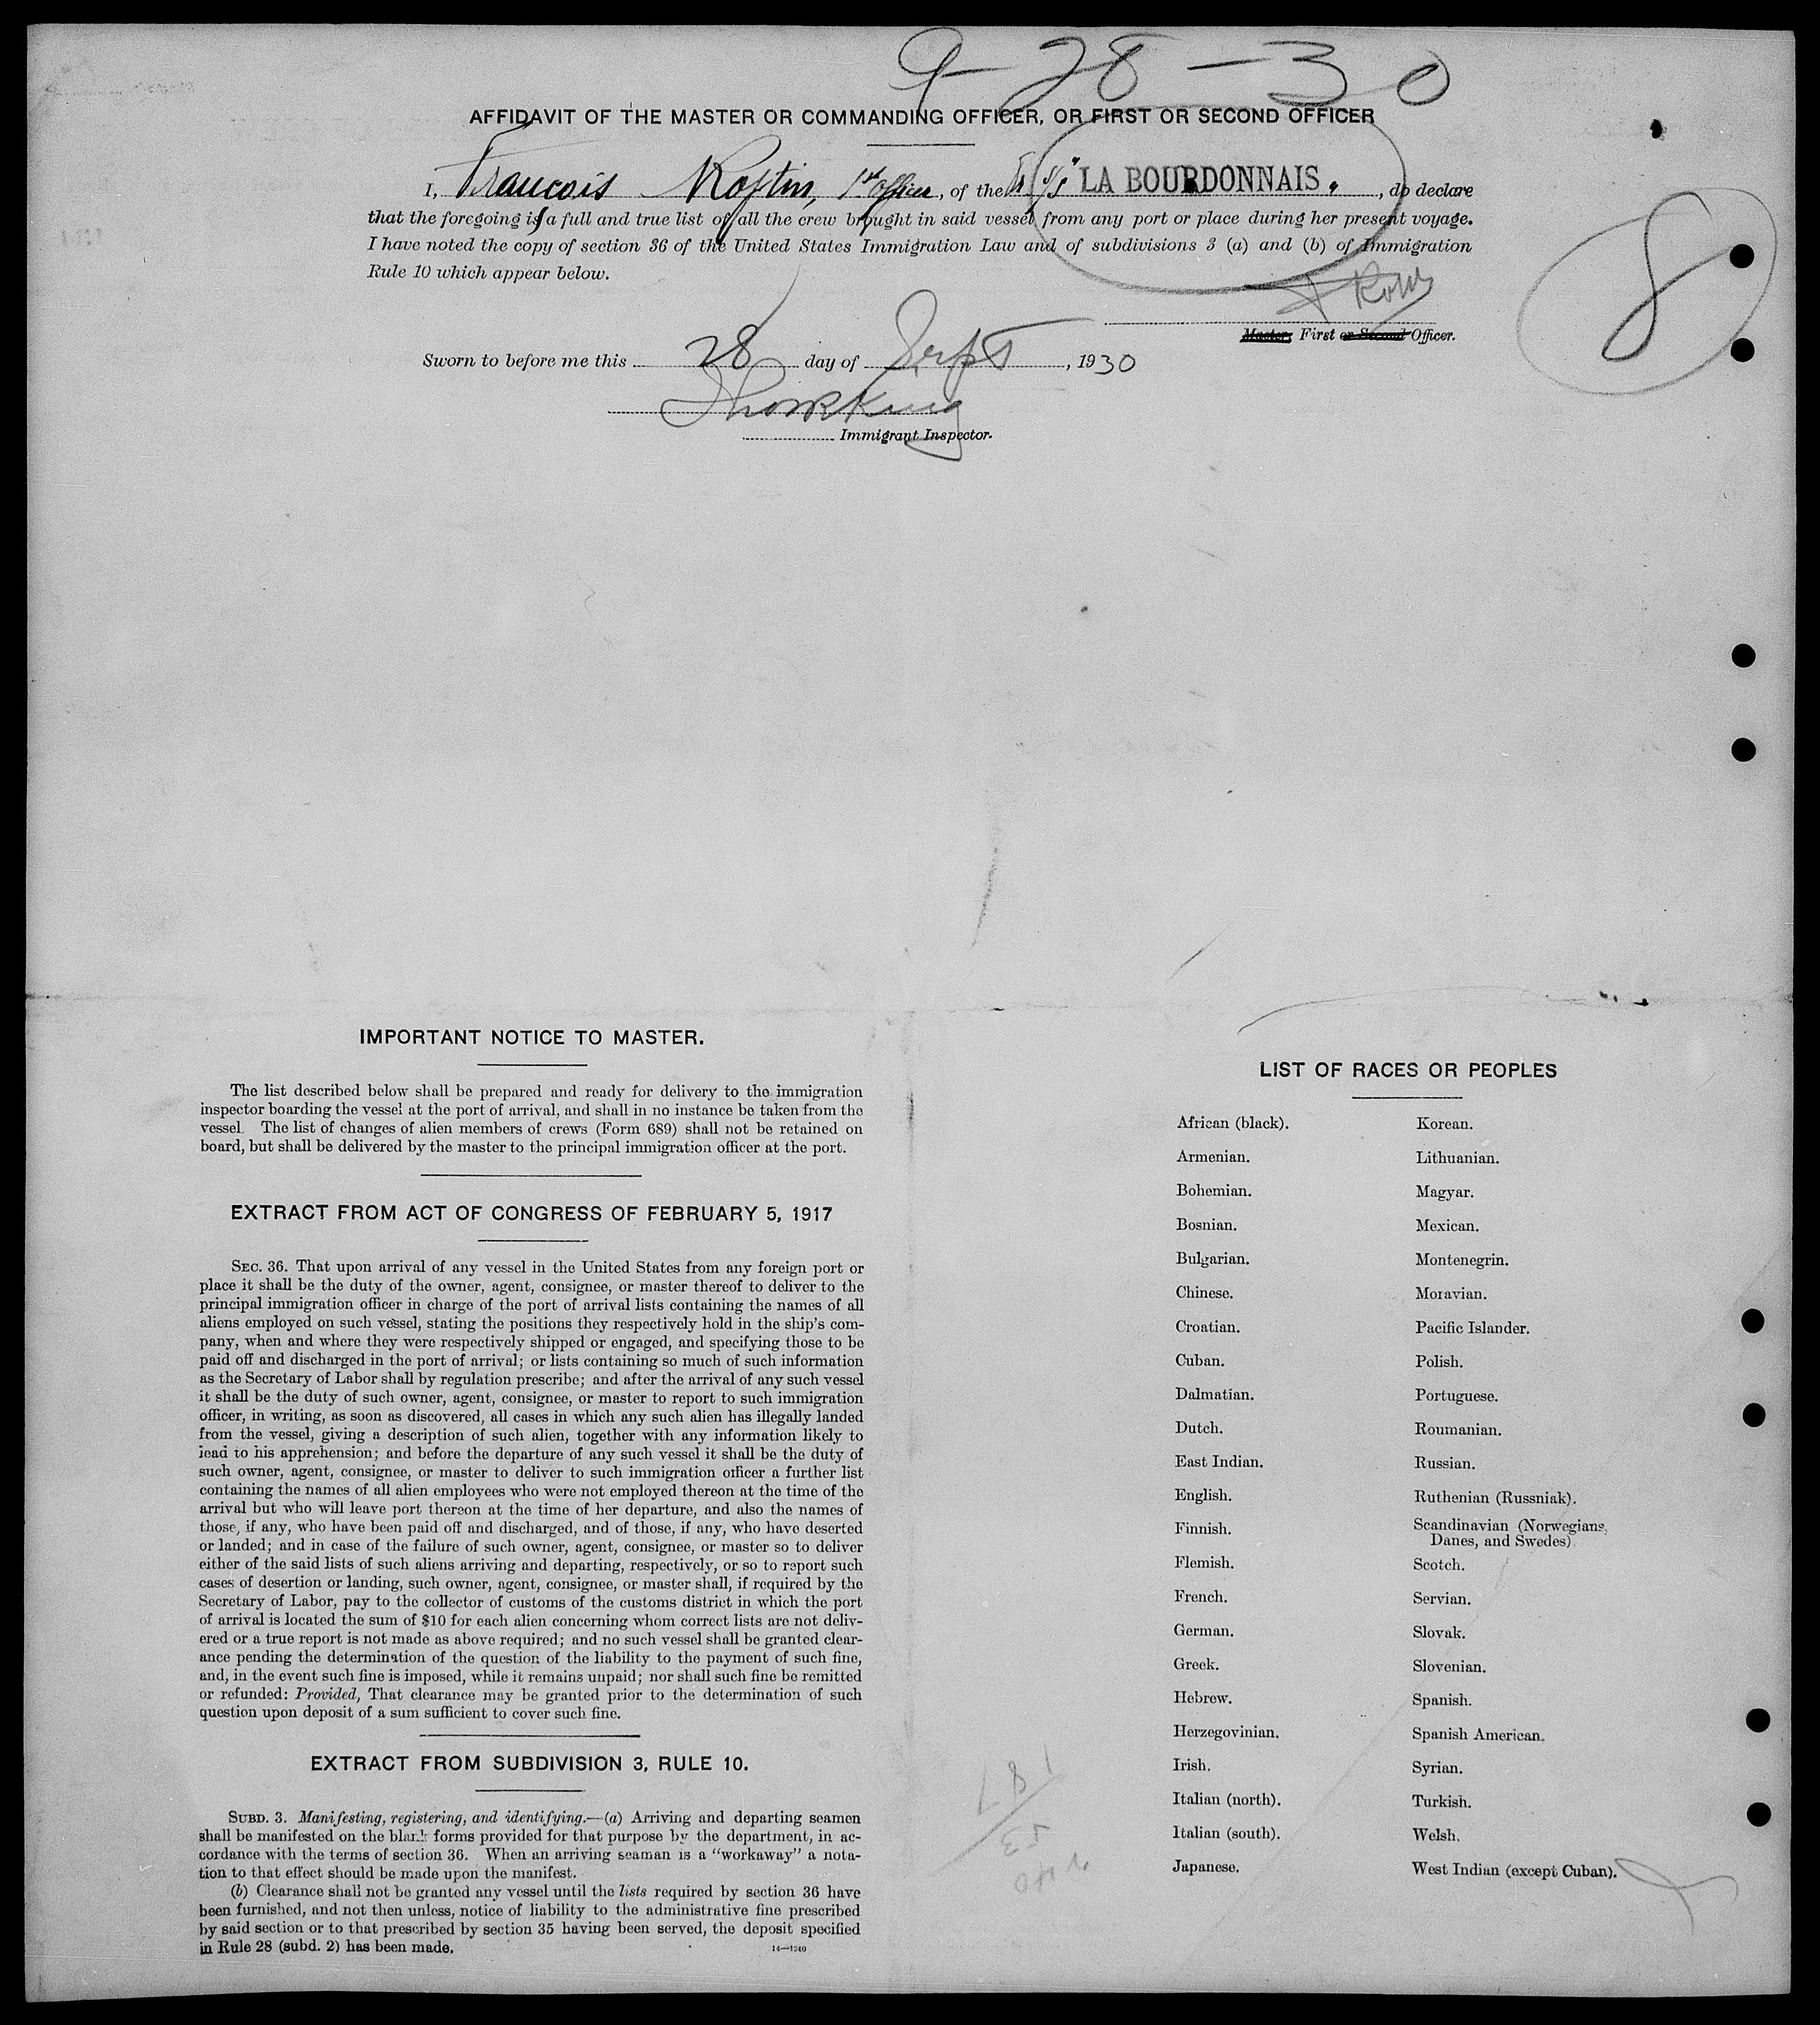 9-28-30
AFFIDAVIT OF THE MASTER OR COMMANDING OFFICER, OR FIRST OR SECOND OFFICER
I, Francois 1st officer, of the S/S "LA BOURDONNAIS", do declare
that the foregoing is a full and true list of all the crew brought in said vessel from any port or place during her present voyage.
I have noted the copy of section 36 of the United States Immigration Law and of subdivisions 3 (a) and (b) of Immigration
Rule 10 which appear below.
8
Master, First or Second Officer.
Sworn to before me this 28 day of Sept, 1930
Immigrant Inspector.
IMPORTANT NOTICE TO MASTER.
The list described below shall be prepared and ready for delivery to the immigration
inspector boarding the vessel at the port of arrival, and shall in no instance be taken from the
vessel. The list of changes of alien members of crews (Form 689) shall not be retained on
board, but shall be delivered by the master to the principal immigration officer at the port.
EXTRACT FROM ACT OF CONGRESS OF FEBRUARY 5, 1917
SEC. 36. That upon arrival of any vessel in the United States from any foreign port or
place it shall be the duty of the owner, agent, consignee, or master thereof to deliver to the
principal immigration officer in charge of the port of arrival lists containing the names of all
aliens employed on such vessel, stating the positions they respectively hold in the ship's com-
pany, when and where they were respectively shipped or engaged, and specifying those to be
paid off and discharged in the port of arrival; or lists containing so much of such information
as the Secretary of Labor shall by regulation prescribe; and after the arrival of any such vessel
it shall be the duty of such owner, agent, consignee, or master to report to such immigration
officer, in writing, as soon as discovered, all cases in which any such alien has illegally landed
from the vessel, giving a description of such alien, together with any information likely to
lead to his apprehension; and before the departure of any such vessel it shall be the duty of
such owner, agent, consignee, or master to deliver to such immigration officer a further list
containing the names of all alien employees who were not employed thereon at the time of the
arrival but who will leave port thereon at the time of her departure, and also the names of
those, if any, who have been paid off and discharged, and of those, if any, who have deserted
or landed; and in case of the failure of such owner, agent, consignee, or master so to deliver
either of the said lists of such aliens arriving and departing, respectively, or so to report such
cases of desertion or landing, such owner, agent, consignee, or master shall, if required by the
Secretary of Labor, pay to the collector of customs of the customs district in which the port
of arrival is located the sum of $10 for each alien concerning whom correct lists are not deliv-
ered or a true report is not made as above required; and no such vessel shall be granted clear-
ance pending the determination of the question of the liability to the payment of such fine,
and, in the event such fine is imposed, while it remains unpaid; nor shall such fine be remitted
or refunded: Provided, That clearance may be granted prior to the determination of such
question upon deposit of a sum sufficient to cover such fine.
EXTRACT FROM SUBDIVISION 3, RULE 10.
SUBD. 3. Manifesting, registering, and identifying.—(a) Arriving and departing seamen
shall be manifested on the blank forms provided for that purpose by the department, in ac-
cordance with the terms of section 36. When an arriving seaman is a "workaway" a nota-
tion to that effect should be made upon the manifest.
(b) Clearance shall not be granted any vessel until the lists required by section 36 have
been furnished, and not then unless, notice of liability to the administrative fine prescribed
by said section or to that prescribed by section 35 having been served, the deposit specified
in Rule 28 (subd. 2) has been made.
14—1240
187
53
240
LIST OF RACES OR PEOPLES
African (black).
Armenian.
Bohemian.
Bosnian.
Bulgarian.
Chinese.
Croatian.
Cuban.
Dalmatian.
Dutch.
East Indian.
English.
Finnish.
Flemish.
French.
German.
Greek.
Hebrew.
Herzegovinian.
Irish.
Italian (north).
Italian (south).
Japanese.
Korean.
Lithuanian.
Magyar.
Mexican.
Montenegrin.
Moravian.
Pacific Islander.
Polish.
Portuguese.
Roumanian.
Russian.
Ruthenian (Russniak).
Scandinavian (Norwegians,
Danes, and Swedes)
Scotch.
Servian.
Slovak.
Slovenian.
Spanish.
Spanish American.
Syrian.
Turkish.
Welsh.
West Indian (except Cuban).